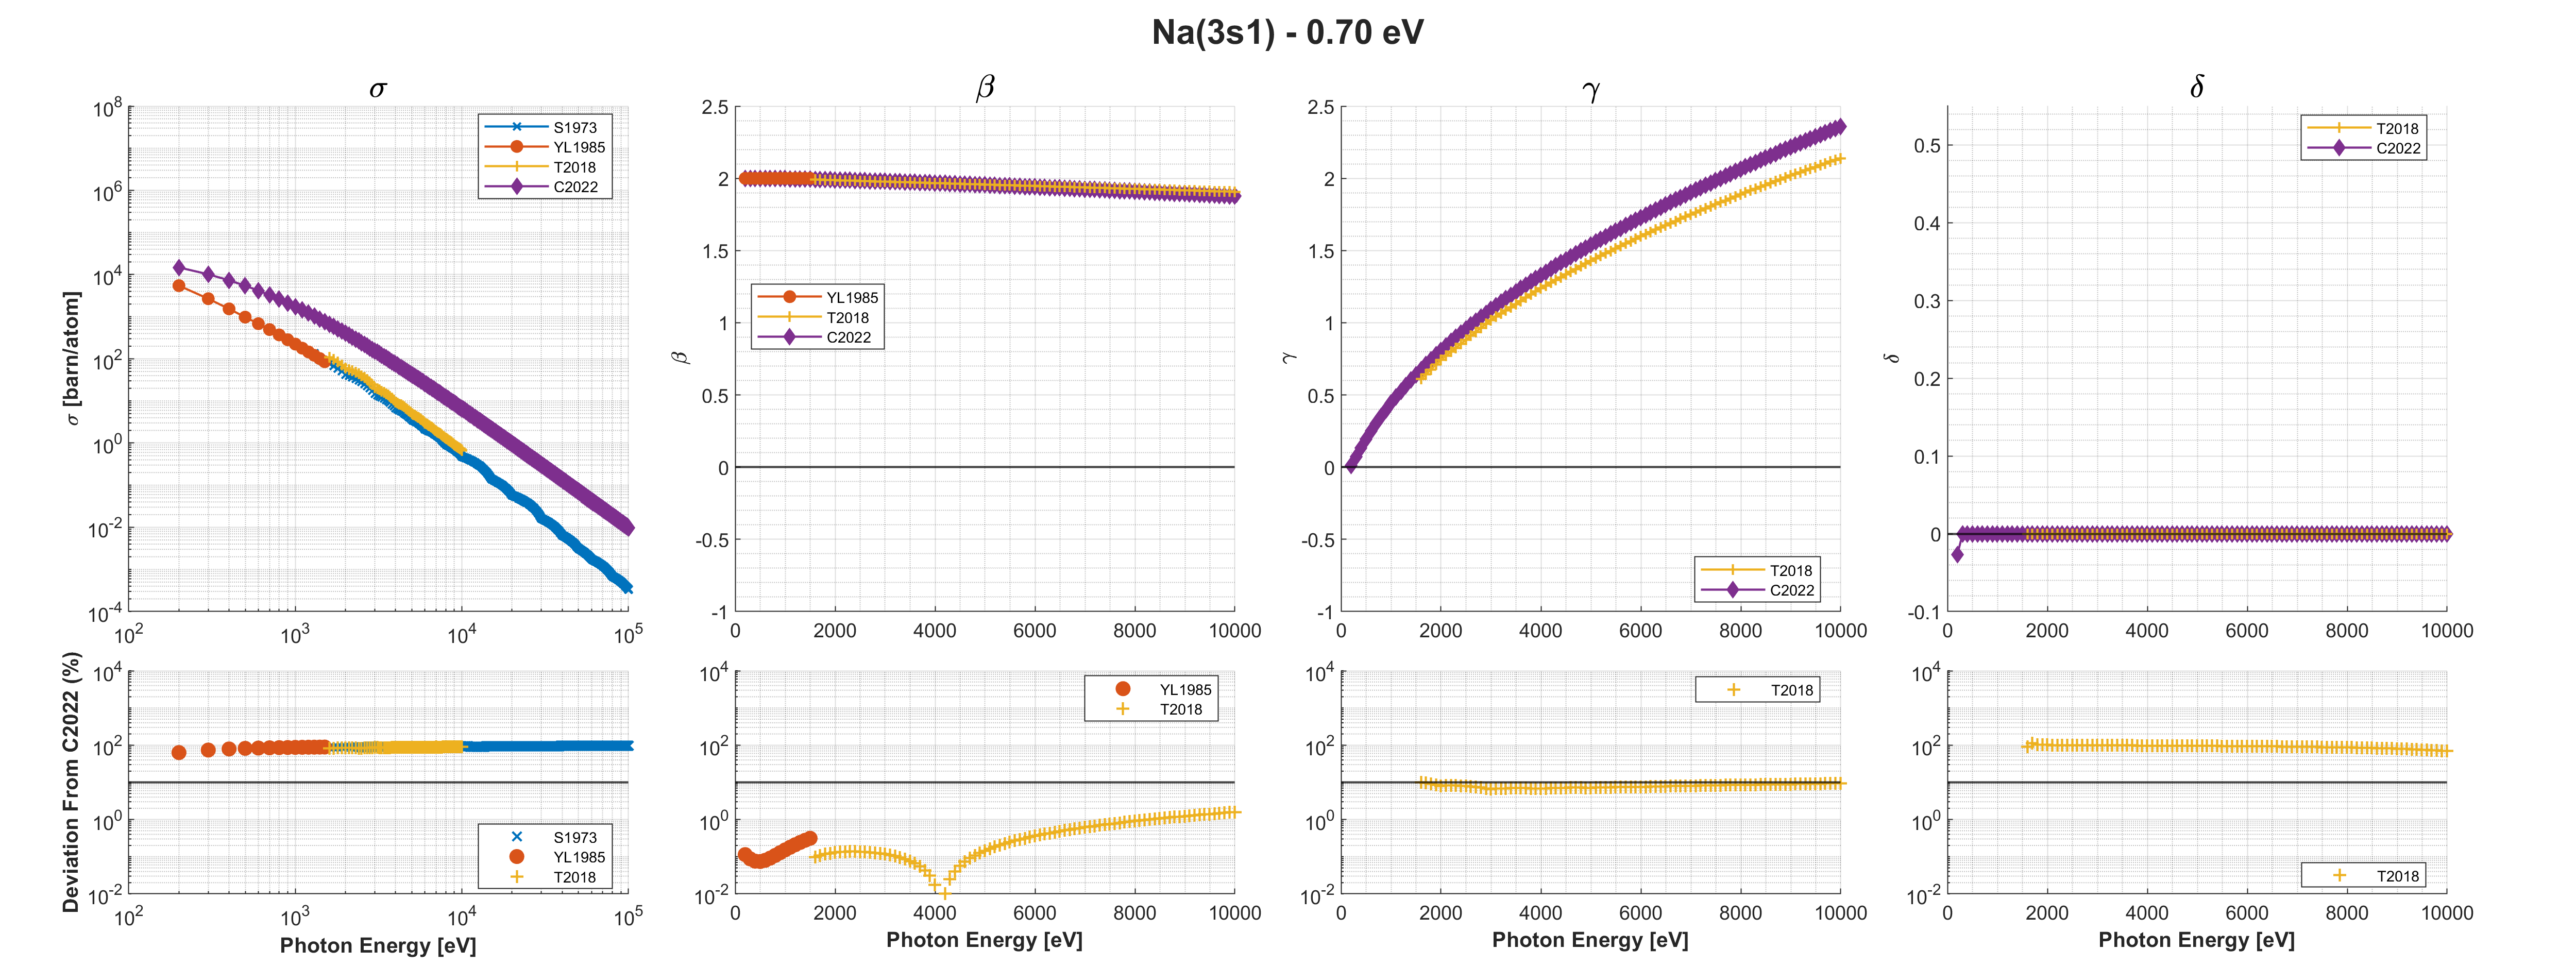 Na(3s1) - 0.70 eV
σ
β
γ
δ
σ [barn/atom]
10^8
10^6
10^4
10^2
10^0
10^-2
10^-4
10^2
10^3
10^4
10^5
S1973
YL1985
T2018
C2022
β
2.5
2
1.5
1
0.5
0
-0.5
-1
0
2000
4000
6000
8000
10000
YL1985
T2018
C2022
γ
2.5
2
1.5
1
0.5
0
-0.5
-1
0
2000
4000
6000
8000
10000
T2018
C2022
δ
0.5
0.4
0.3
0.2
0.1
0
-0.1
0
2000
4000
6000
8000
10000
T2018
C2022
Deviation From C2022 (%)
10^4
10^2
10^0
10^-2
10^2
10^3
10^4
10^5
S1973
YL1985
T2018
Photon Energy [eV]
10^4
10^2
10^0
10^-2
0
2000
4000
6000
8000
10000
YL1985
T2018
Photon Energy [eV]
10^4
10^2
10^0
10^-2
0
2000
4000
6000
8000
10000
T2018
Photon Energy [eV]
10^4
10^2
10^0
10^-2
0
2000
4000
6000
8000
10000
T2018
Photon Energy [eV]